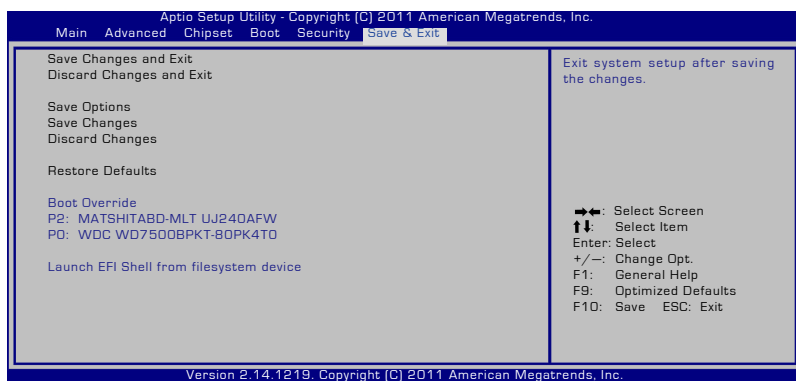 Aptio Setup Utility - Copyright (C) 2011 American Megatrends, Inc.
Main Advanced Chipset Boot Security Save & Exit
Save Changes and Exit
Discard Changes and Exit
Save Options
Save Changes
Discard Changes
Restore Defaults
Boot Override
P2: MATSHITABD-MLT UJ240AFW
P0: WDC WD7500BPKT-80PK4T0
Launch EFI Shell from filesystem device
Exit system setup after saving
the changes.
→←: Select Screen
↑↓: Select Item
Enter: Select
+/—: Change Opt.
F1: General Help
F9: Optimized Defaults
F10: Save ESC: Exit
Version 2.14.1219. Copyright (C) 2011 American Megatrends, Inc.